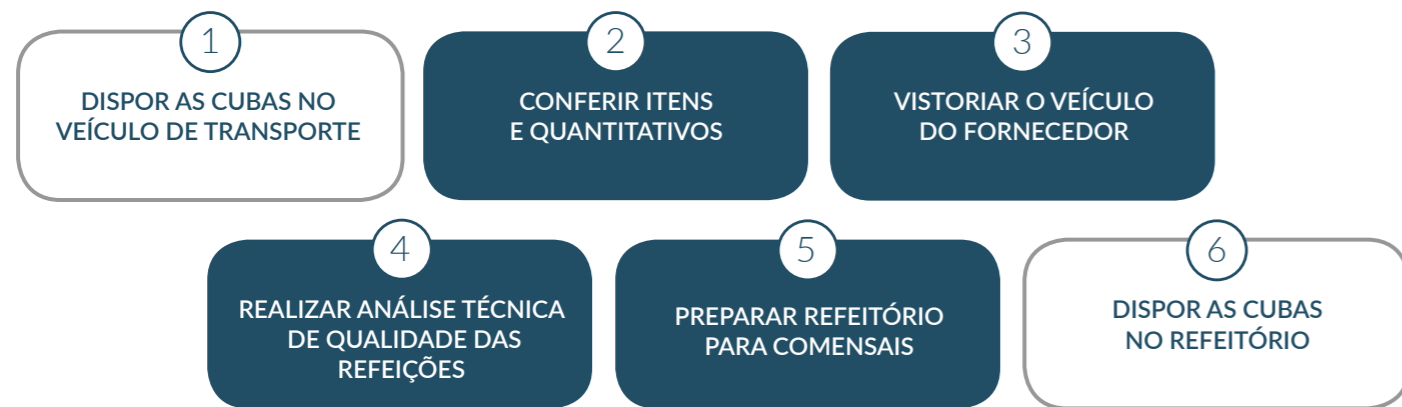 1
DISPOR AS CUBAS NO
VEÍCULO DE TRANSPORTE
2
CONFERIR ITENS
E QUANTITATIVOS
3
VISTORIAR O VEÍCULO
DO FORNECEDOR
4
REALIZAR ANÁLISE TÉCNICA
DE QUALIDADE DAS
REFEIÇÕES
5
PREPARAR REFEITÓRIO
PARA COMENSAIS
6
DISPOR AS CUBAS
NO REFEITÓRIO